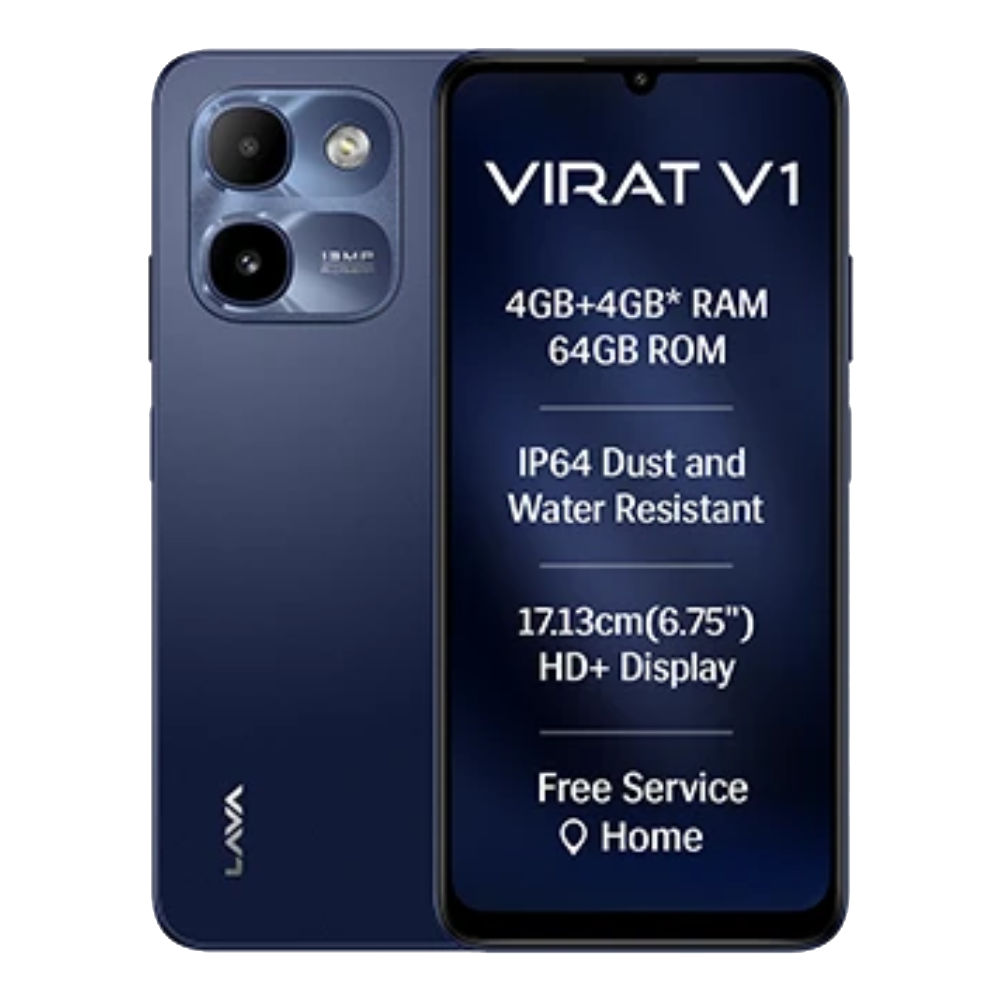 13MP
LAVA
VIRAT V1
4GB+4GB* RAM
64GB ROM
IP64 Dust and
Water Resistant
17.13cm(6.75")
HD+ Display
Free Service
Home